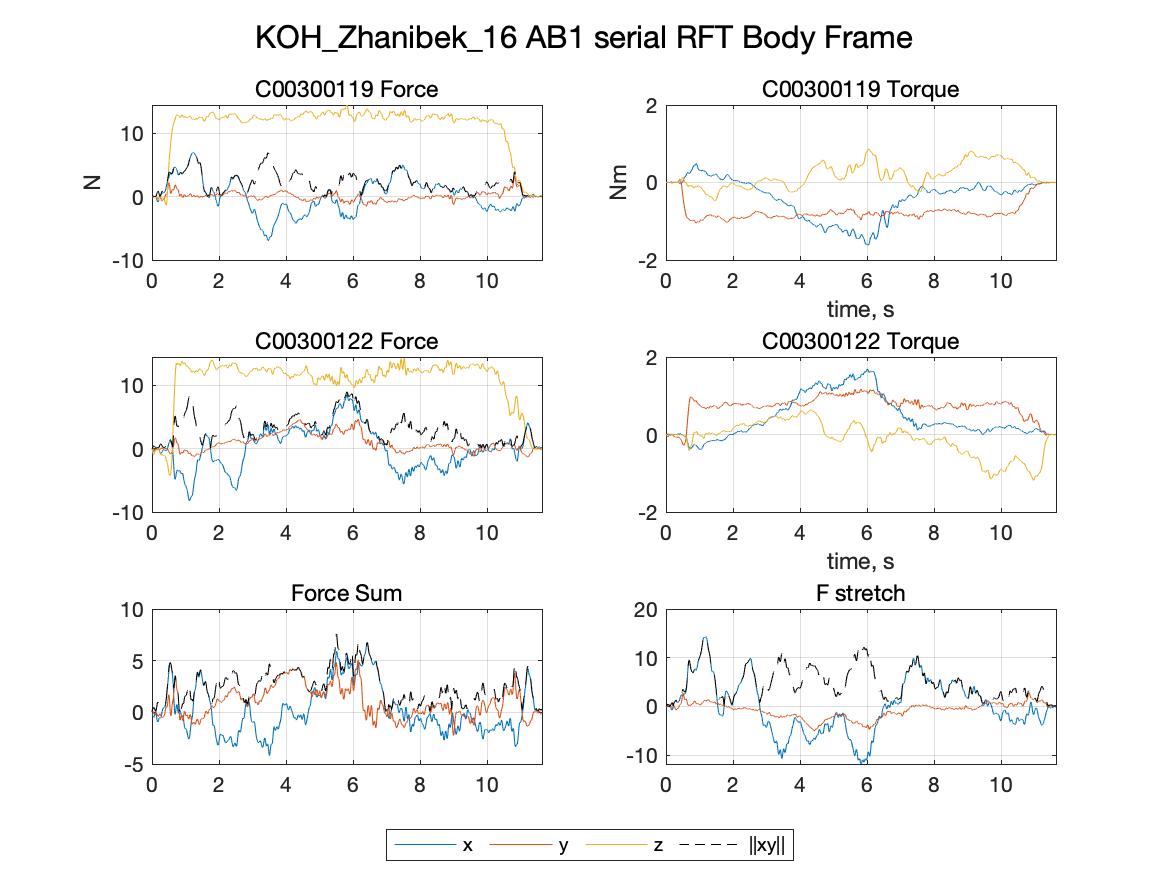 KOH_Zhanibek_16 AB1 serial RFT Body Frame
C00300119 Force
N
10
0
-10
0 2 4 6 8 10
C00300119 Torque
Nm
2
0
-2
0 2 4 6 8 10
time, s
C00300122 Force
10
0
-10
0 2 4 6 8 10
C00300122 Torque
2
0
-2
0 2 4 6 8 10
time, s
Force Sum
10
5
0
-5
0 2 4 6 8 10
F stretch
20
10
0
-10
0 2 4 6 8 10
x y z ||xy||